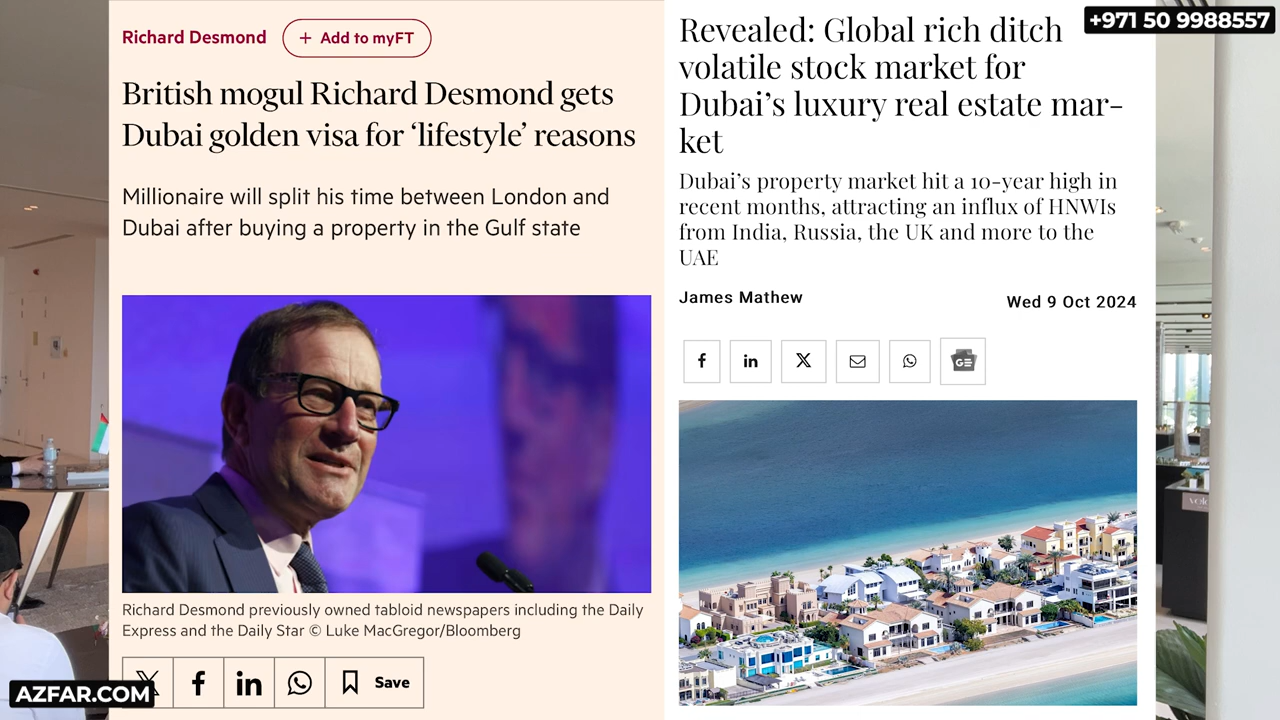 Richard Desmond
+ Add to myFT
British mogul Richard Desmond gets
Dubai golden visa for ‘lifestyle’ reasons
Millionaire will split his time between London and
Dubai after buying a property in the Gulf state
Richard Desmond previously owned tabloid newspapers including the Daily
Express and the Daily Star © Luke MacGregor/Bloomberg
Save
AZFAR.COM
+971 50 9988557
Revealed: Global rich ditch
volatile stock market for
Dubai’s luxury real estate mar-
ket
Dubai’s property market hit a 10-year high in
recent months, attracting an influx of HNWIs
from India, Russia, the UK and more to the
UAE
James Mathew
Wed 9 Oct 2024